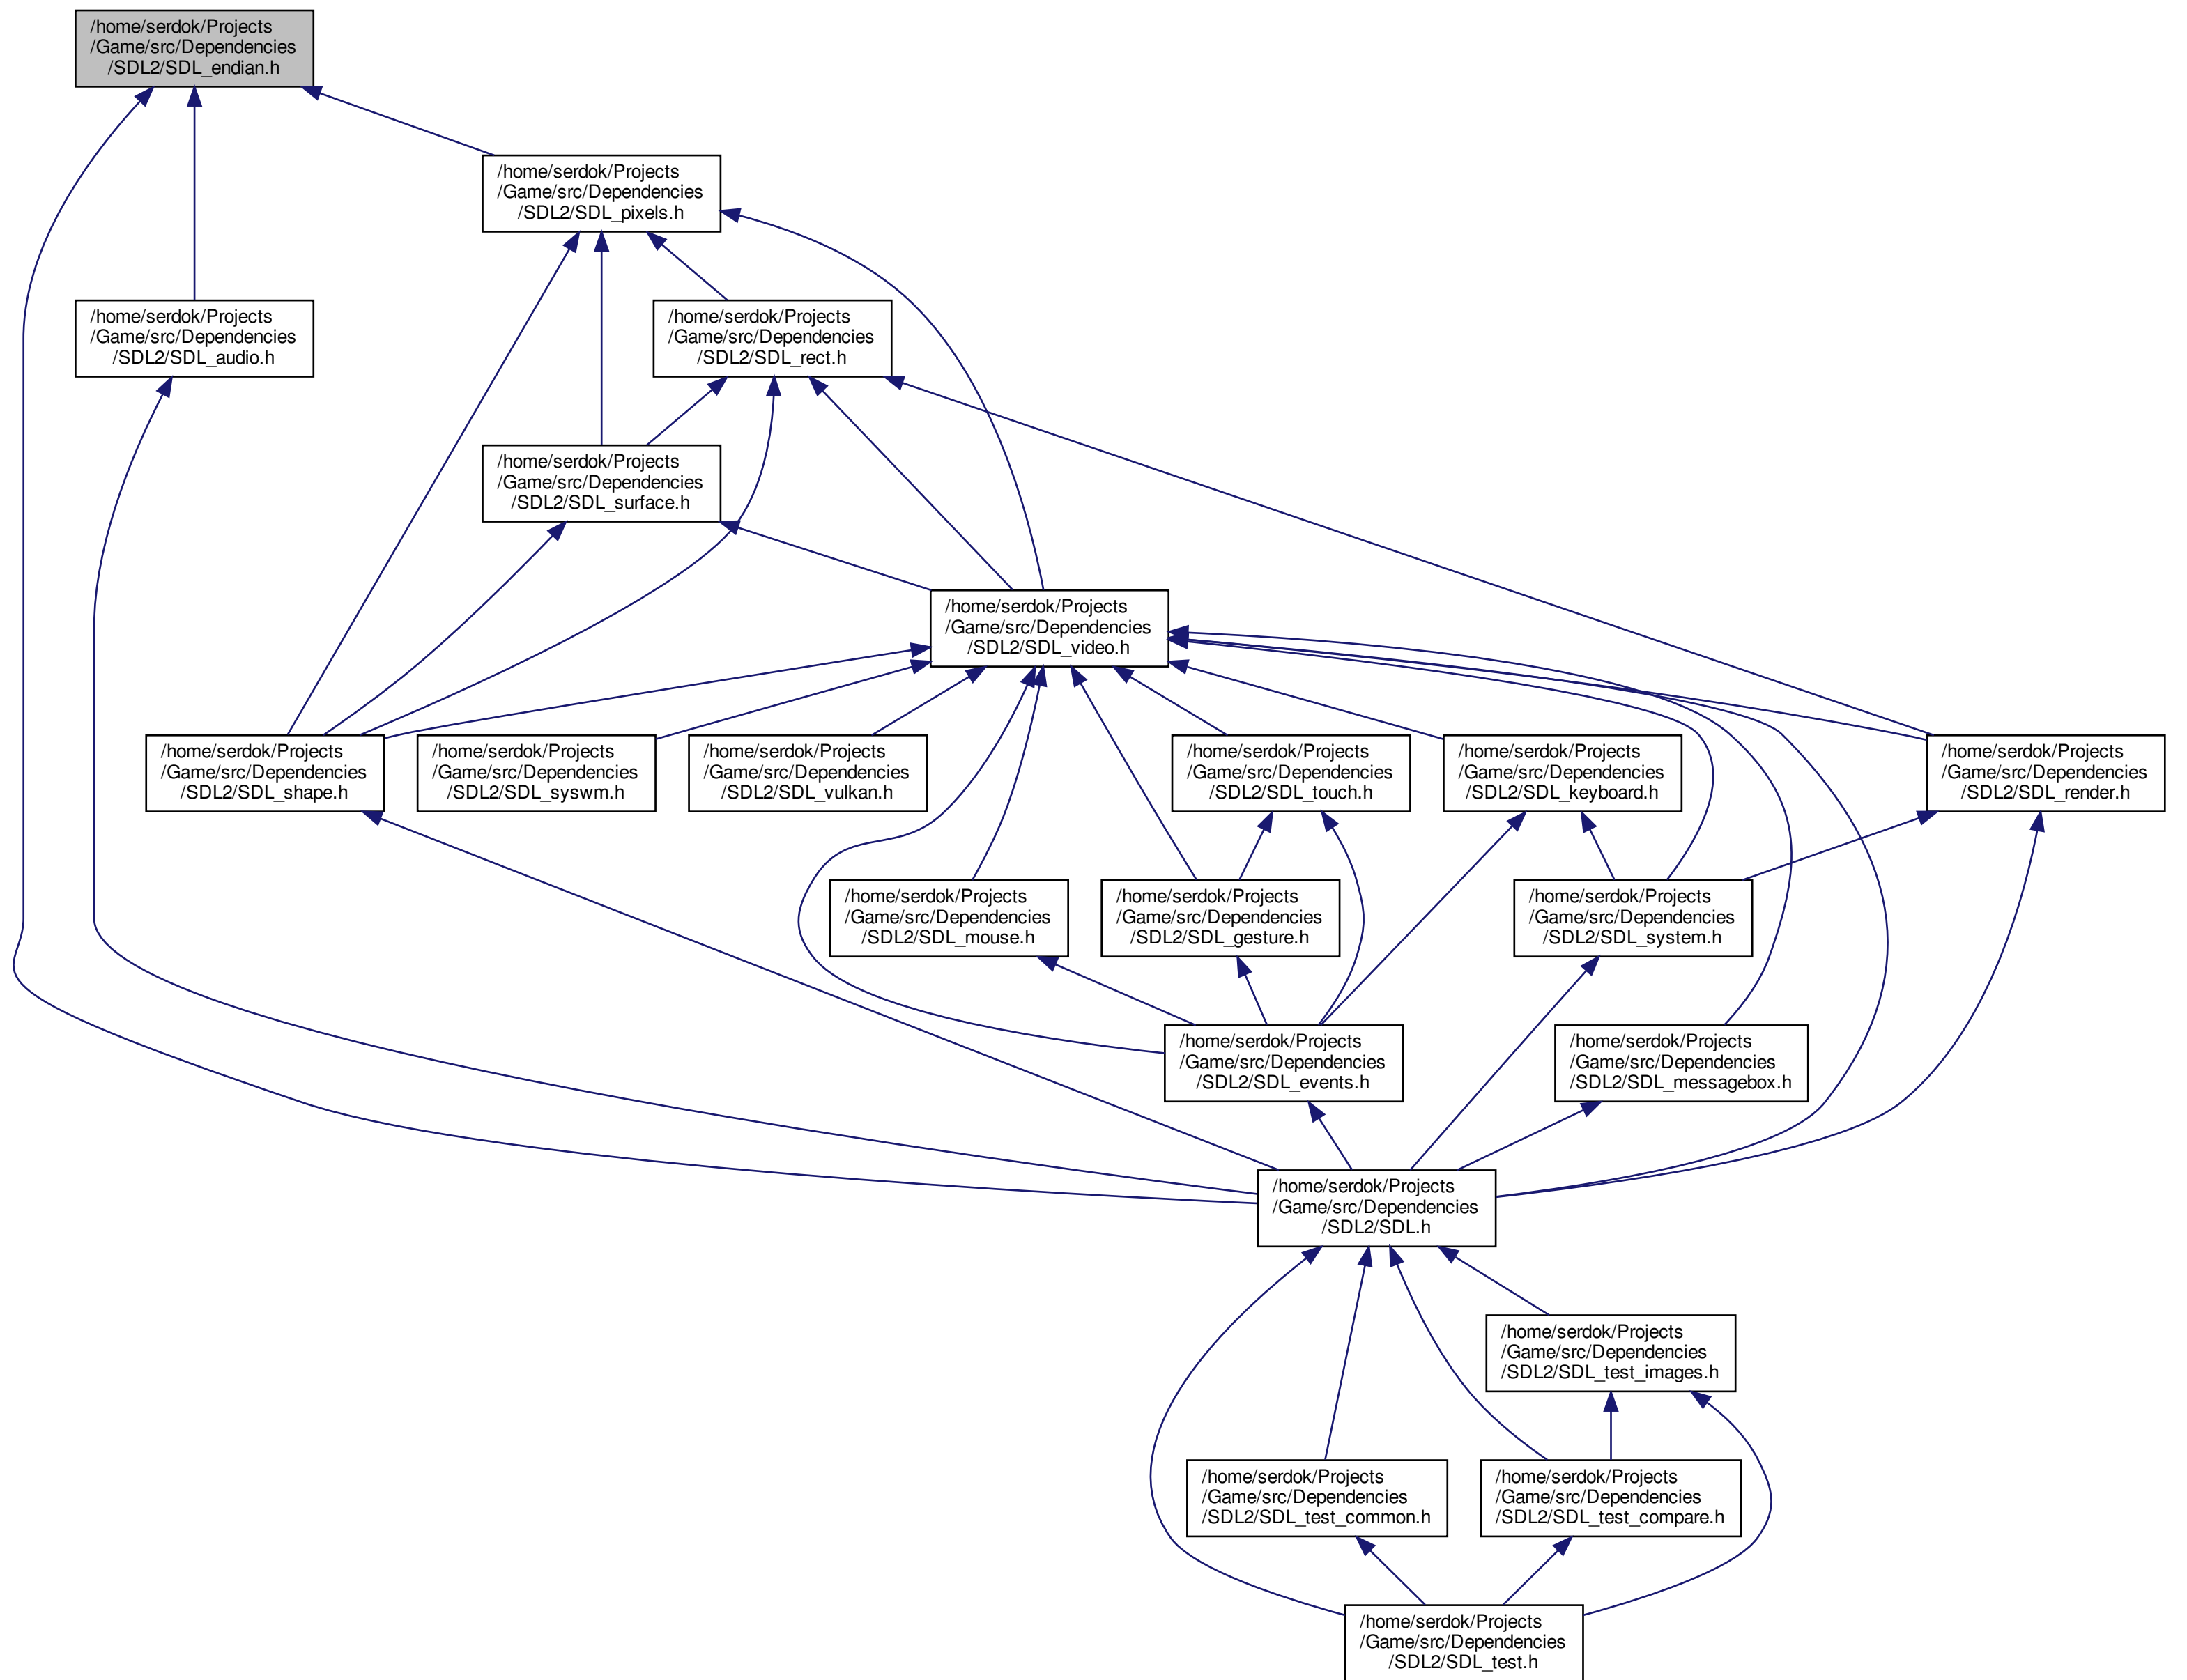 /home/serdok/Projects
/Game/src/Dependencies
/SDL2/SDL_endian.h
/home/serdok/Projects
/Game/src/Dependencies
/SDL2/SDL_pixels.h
/home/serdok/Projects
/Game/src/Dependencies
/SDL2/SDL_audio.h
/home/serdok/Projects
/Game/src/Dependencies
/SDL2/SDL_rect.h
/home/serdok/Projects
/Game/src/Dependencies
/SDL2/SDL_surface.h
/home/serdok/Projects
/Game/src/Dependencies
/SDL2/SDL_video.h
/home/serdok/Projects
/Game/src/Dependencies
/SDL2/SDL_shape.h
/home/serdok/Projects
/Game/src/Dependencies
/SDL2/SDL_syswm.h
/home/serdok/Projects
/Game/src/Dependencies
/SDL2/SDL_vulkan.h
/home/serdok/Projects
/Game/src/Dependencies
/SDL2/SDL_touch.h
/home/serdok/Projects
/Game/src/Dependencies
/SDL2/SDL_keyboard.h
/home/serdok/Projects
/Game/src/Dependencies
/SDL2/SDL_render.h
/home/serdok/Projects
/Game/src/Dependencies
/SDL2/SDL_mouse.h
/home/serdok/Projects
/Game/src/Dependencies
/SDL2/SDL_gesture.h
/home/serdok/Projects
/Game/src/Dependencies
/SDL2/SDL_system.h
/home/serdok/Projects
/Game/src/Dependencies
/SDL2/SDL_events.h
/home/serdok/Projects
/Game/src/Dependencies
/SDL2/SDL_messagebox.h
/home/serdok/Projects
/Game/src/Dependencies
/SDL2/SDL.h
/home/serdok/Projects
/Game/src/Dependencies
/SDL2/SDL_test_images.h
/home/serdok/Projects
/Game/src/Dependencies
/SDL2/SDL_test_common.h
/home/serdok/Projects
/Game/src/Dependencies
/SDL2/SDL_test_compare.h
/home/serdok/Projects
/Game/src/Dependencies
/SDL2/SDL_test.h